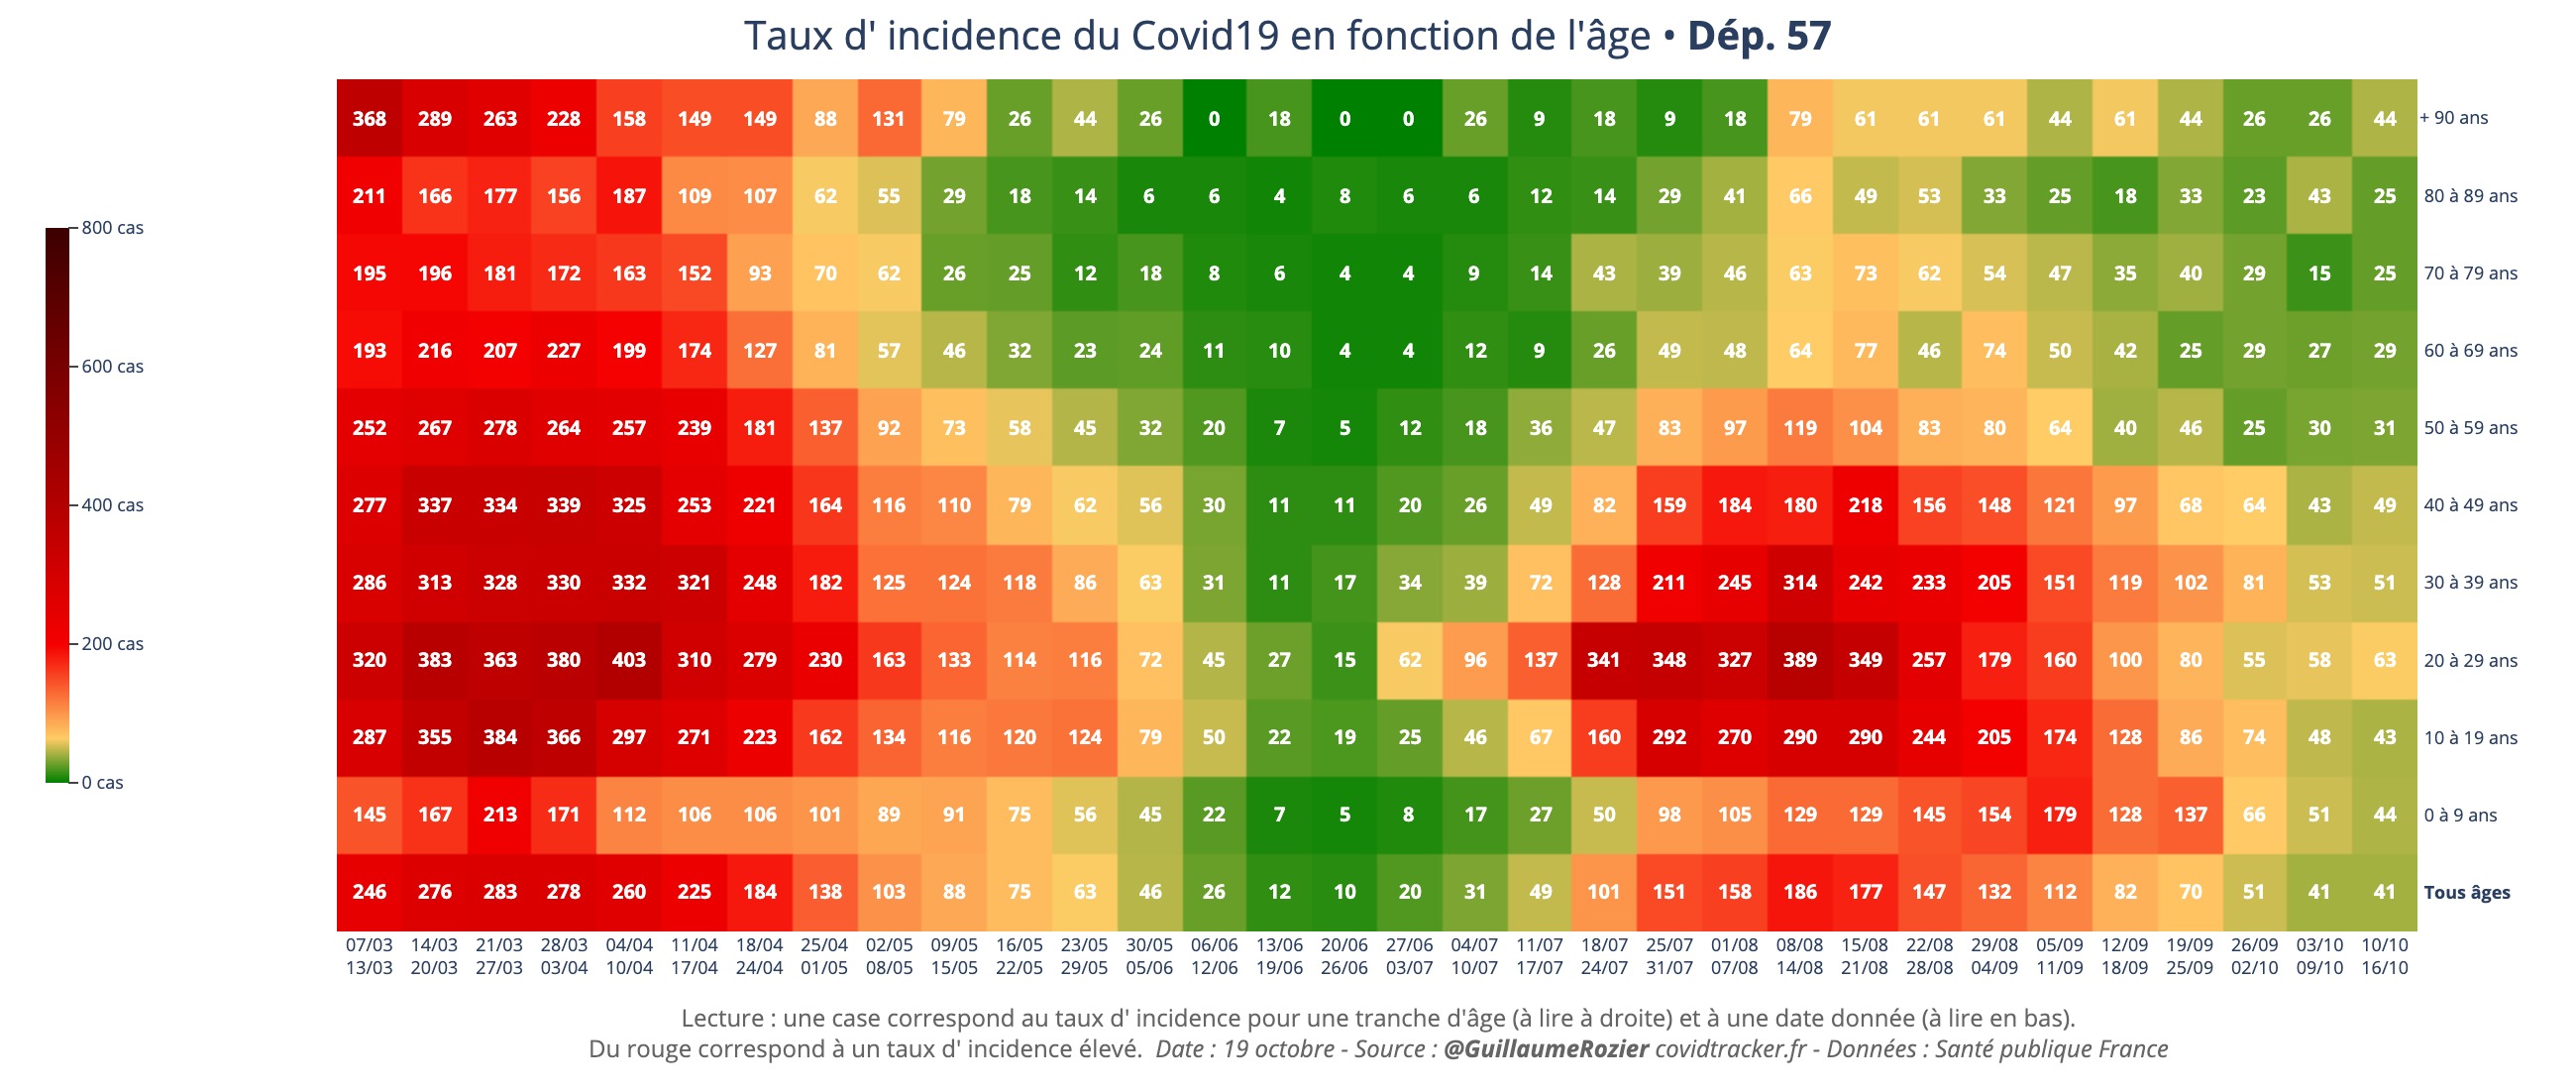 Taux d' incidence du Covid19 en fonction de l'âge • Dép. 57
800 cas
600 cas
400 cas
200 cas
0 cas
368 289 263 228 158 149 149 88 131 79 26 44 26 0 18 0 0 26 9 18 9 18 79 61 61 61 44 61 44 26 26 44 + 90 ans
211 166 177 156 187 109 107 62 55 29 18 14 6 6 4 8 6 6 12 14 29 41 66 49 53 33 25 18 33 23 43 25 80 à 89 ans
195 196 181 172 163 152 93 70 62 26 25 12 18 8 6 4 4 9 14 43 39 46 63 73 62 54 47 35 40 29 15 25 70 à 79 ans
193 216 207 227 199 174 127 81 57 46 32 23 24 11 10 4 4 12 9 26 49 48 64 77 46 74 50 42 25 29 27 29 60 à 69 ans
252 267 278 264 257 239 181 137 92 73 58 45 32 20 7 5 12 18 36 47 83 97 119 104 83 80 64 40 46 25 30 31 50 à 59 ans
277 337 334 339 325 253 221 164 116 110 79 62 56 30 11 11 20 26 49 82 159 184 180 218 156 148 121 97 68 64 43 49 40 à 49 ans
286 313 328 330 332 321 248 182 125 124 118 86 63 31 11 17 34 39 72 128 211 245 314 242 233 205 151 119 102 81 53 51 30 à 39 ans
320 383 363 380 403 310 279 230 163 133 114 116 72 45 27 15 62 96 137 341 348 327 389 349 257 179 160 100 80 55 58 63 20 à 29 ans
287 355 384 366 297 271 223 162 134 116 120 124 79 50 22 19 25 46 67 160 292 270 290 290 244 205 174 128 86 74 48 43 10 à 19 ans
145 167 213 171 112 106 106 101 89 91 75 56 45 22 7 5 8 17 27 50 98 105 129 129 145 154 179 128 137 66 51 44 0 à 9 ans
246 276 283 278 260 225 184 138 103 88 75 63 46 26 12 10 20 31 49 101 151 158 186 177 147 132 112 82 70 51 41 41 Tous âges
07/03 14/03 21/03 28/03 04/04 11/04 18/04 25/04 02/05 09/05 16/05 23/05 30/05 06/06 13/06 20/06 27/06 04/07 11/07 18/07 25/07 01/08 08/08 15/08 22/08 29/08 05/09 12/09 19/09 26/09 03/10 10/10
13/03 20/03 27/03 03/04 10/04 17/04 24/04 01/05 08/05 15/05 22/05 29/05 05/06 12/06 19/06 26/06 03/07 10/07 17/07 24/07 31/07 07/08 14/08 21/08 28/08 04/09 11/09 18/09 25/09 02/10 09/10 16/10
Lecture : une case correspond au taux d' incidence pour une tranche d'âge (à lire à droite) et à une date donnée (à lire en bas).
Du rouge correspond à un taux d' incidence élevé. Date : 19 octobre - Source : @GuillaumeRozier covidtracker.fr - Données : Santé publique France